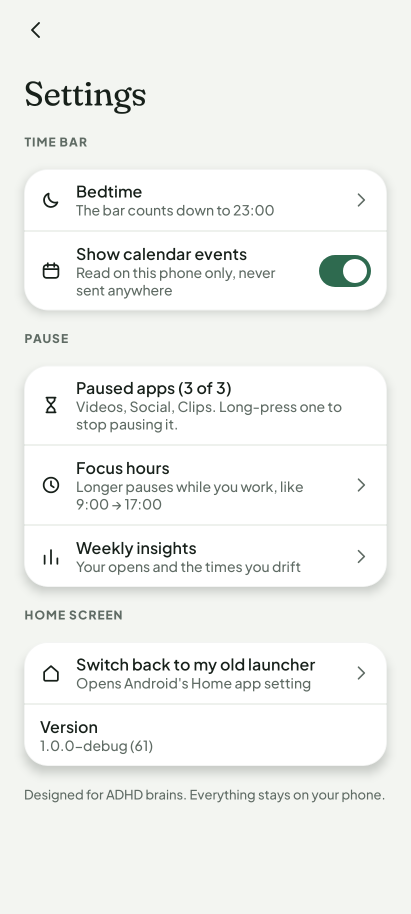 Settings
TIME BAR
Bedtime
The bar counts down to 23:00
Show calendar events
Read on this phone only, never
sent anywhere
PAUSE
Paused apps (3 of 3)
Videos, Social, Clips. Long-press one to
stop pausing it.
Focus hours
Longer pauses while you work, like
9:00 → 17:00
Weekly insights
Your opens and the times you drift
HOME SCREEN
Switch back to my old launcher
Opens Android's Home app setting
Version
1.0.0-debug (61)
Designed for ADHD brains. Everything stays on your phone.